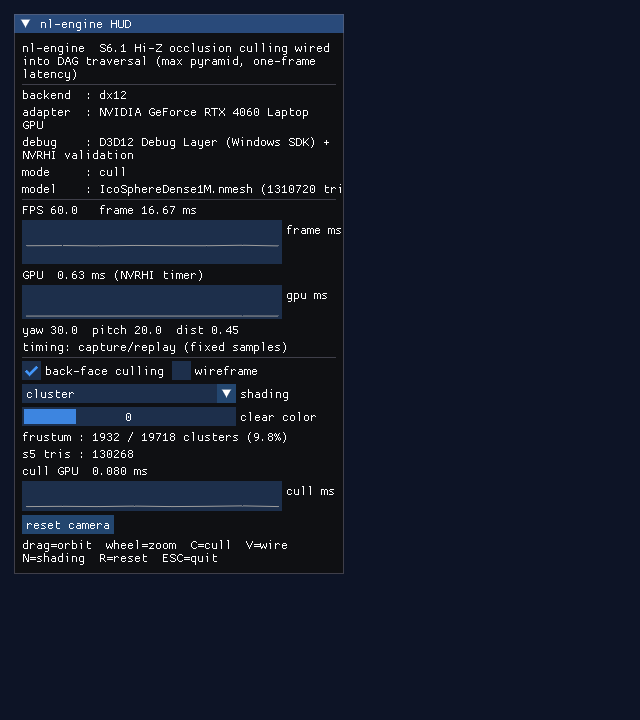 nl-engine HUD
nl-engine  S6.1 Hi-Z occlusion culling wired
into DAG traversal (max pyramid, one-frame
latency)
backend  : dx12
adapter  : NVIDIA GeForce RTX 4060 Laptop
GPU
debug    : D3D12 Debug Layer (Windows SDK) +
NVRHI validation
mode     : cull
model    : IcoSphereDense1M.nmesh (1310720 tri
FPS 60.0   frame 16.67 ms
frame ms
GPU  0.63 ms (NVRHI timer)
gpu ms
yaw 30.0  pitch 20.0  dist 0.45
timing: capture/replay (fixed samples)
back-face culling  wireframe
cluster  shading
0  clear color
frustum : 1932 / 19718 clusters (9.8%)
s5 tris : 130268
cull GPU  0.080 ms
cull ms
reset camera
drag=orbit  wheel=zoom  C=cull  V=wire
N=shading  R=reset  ESC=quit